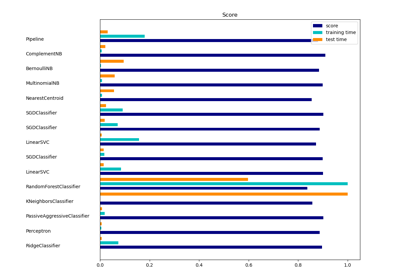 Score
score
training time
test time
Pipeline
ComplementNB
BernoulliNB
MultinomialNB
NearestCentroid
SGDClassifier
SGDClassifier
LinearSVC
SGDClassifier
LinearSVC
RandomForestClassifier
KNeighborsClassifier
PassiveAggressiveClassifier
Perceptron
RidgeClassifier
0.0 0.2 0.4 0.6 0.8 1.0